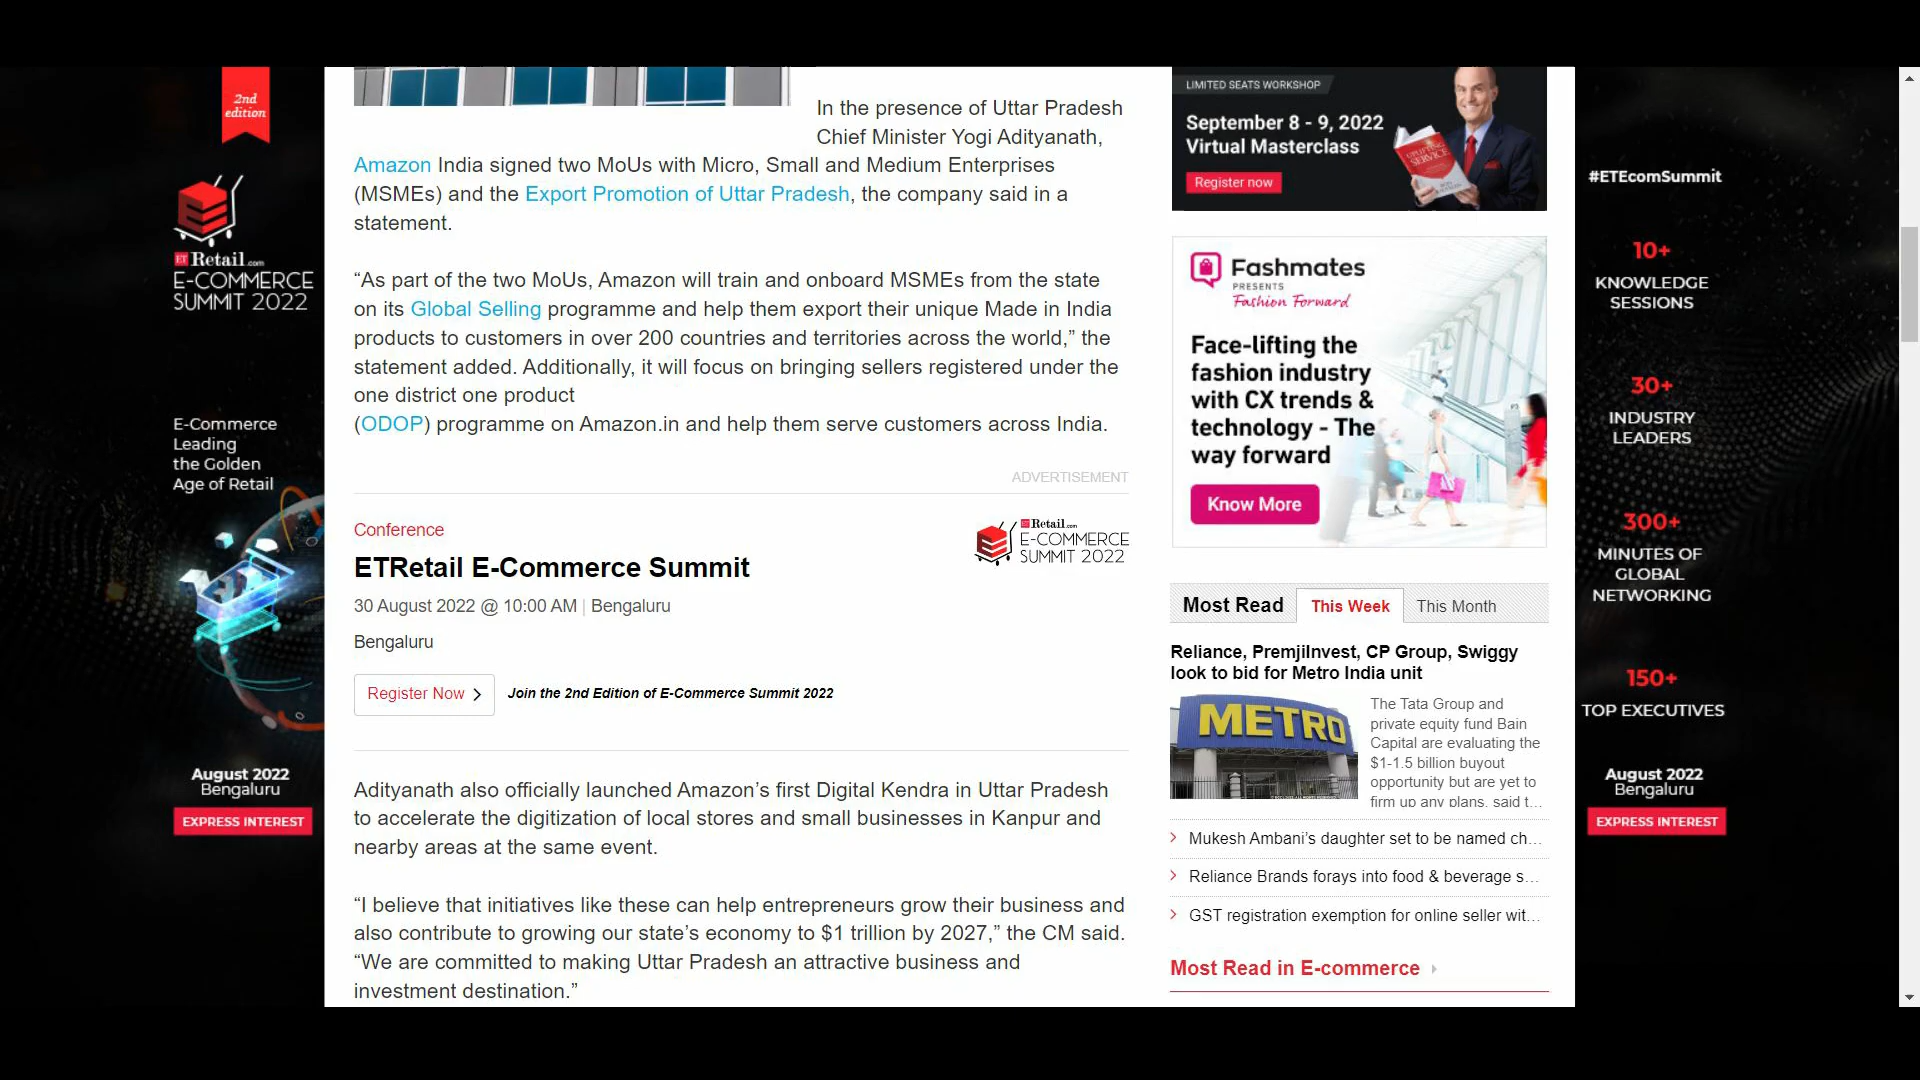 2nd
edition
ET Retail.com
E-COMMERCE
SUMMIT 2022
E-Commerce
Leading
the Golden
Age of Retail
August 2022
Bengaluru
EXPRESS INTEREST
In the presence of Uttar Pradesh
Chief Minister Yogi Adityanath,
Amazon India signed two MoUs with Micro, Small and Medium Enterprises
(MSMEs) and the Export Promotion of Uttar Pradesh, the company said in a
statement.
“As part of the two MoUs, Amazon will train and onboard MSMEs from the state
on its Global Selling programme and help them export their unique Made in India
products to customers in over 200 countries and territories across the world,” the
statement added. Additionally, it will focus on bringing sellers registered under the
one district one product
(ODOP) programme on Amazon.in and help them serve customers across India.
ADVERTISEMENT
Conference
ETRetail E-Commerce Summit
30 August 2022 @ 10:00 AM | Bengaluru
Bengaluru
Register Now
Join the 2nd Edition of E-Commerce Summit 2022
ET Retail.com
E-COMMERCE
SUMMIT 2022
Adityanath also officially launched Amazon’s first Digital Kendra in Uttar Pradesh
to accelerate the digitization of local stores and small businesses in Kanpur and
nearby areas at the same event.
“I believe that initiatives like these can help entrepreneurs grow their business and
also contribute to growing our state’s economy to $1 trillion by 2027,” the CM said.
“We are committed to making Uttar Pradesh an attractive business and
investment destination.”
LIMITED SEATS WORKSHOP
September 8 - 9, 2022
Virtual Masterclass
Register now
UPLIFTING
SERVICE
Fashmates
PRESENTS
Fashion Forward
Face-lifting the
fashion industry
with CX trends &
technology - The
way forward
Know More
Most Read
This Week
This Month
Reliance, PremjiInvest, CP Group, Swiggy
look to bid for Metro India unit
METRO
The Tata Group and
private equity fund Bain
Capital are evaluating the
$1-1.5 billion buyout
opportunity but are yet to
firm up any plans, said t...
Mukesh Ambani’s daughter set to be named ch...
Reliance Brands forays into food & beverage s...
GST registration exemption for online seller wit...
Most Read in E-commerce
#ETEcomSummit
10+
KNOWLEDGE
SESSIONS
30+
INDUSTRY
LEADERS
300+
MINUTES OF
GLOBAL
NETWORKING
150+
TOP EXECUTIVES
August 2022
Bengaluru
EXPRESS INTEREST